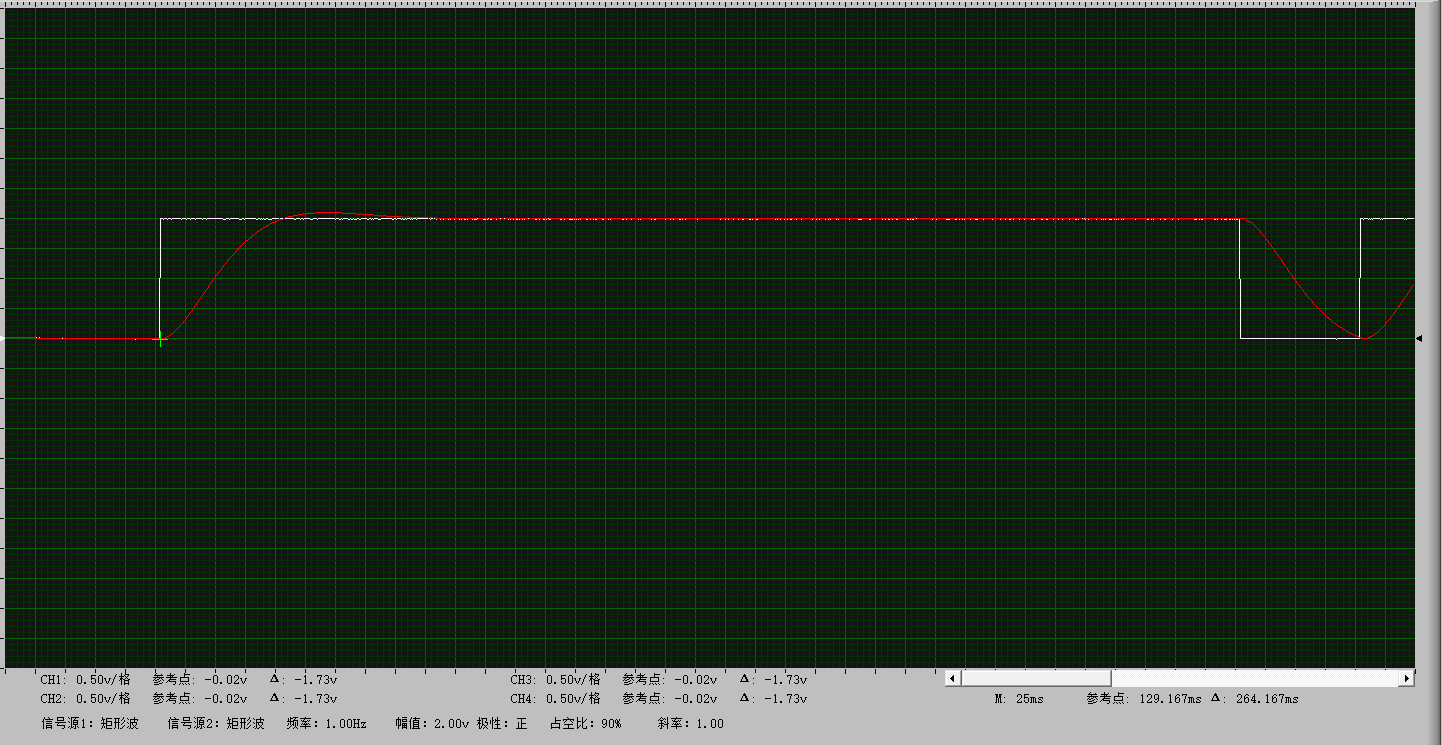 CH1: 0.50v/格 参考点: -0.02v Δ: -1.73v CH3: 0.50v/格 参考点: -0.02v Δ: -1.73v
CH2: 0.50v/格 参考点: -0.02v Δ: -1.73v CH4: 0.50v/格 参考点: -0.02v Δ: -1.73v M: 25ms 参考点: 129.167ms Δ: 264.167ms
信号源1: 矩形波 信号源2: 矩形波 频率: 1.00Hz 幅值: 2.00v 极性: 正 占空比: 90% 斜率: 1.00